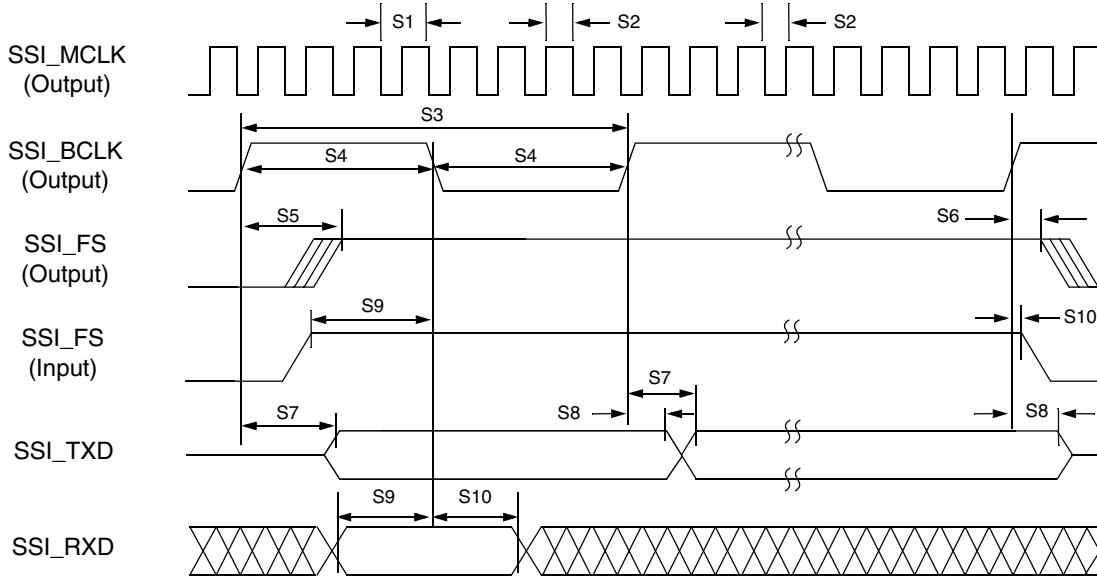 S1
S2
S2
SSI_MCLK
(Output)
S3
SSI_BCLK
(Output)
S4
S4
S5
S6
SSI_FS
(Output)
S9
SSI_FS
(Input)
S10
S7
S7
S8
S8
SSI_TXD
S9
S10
SSI_RXD